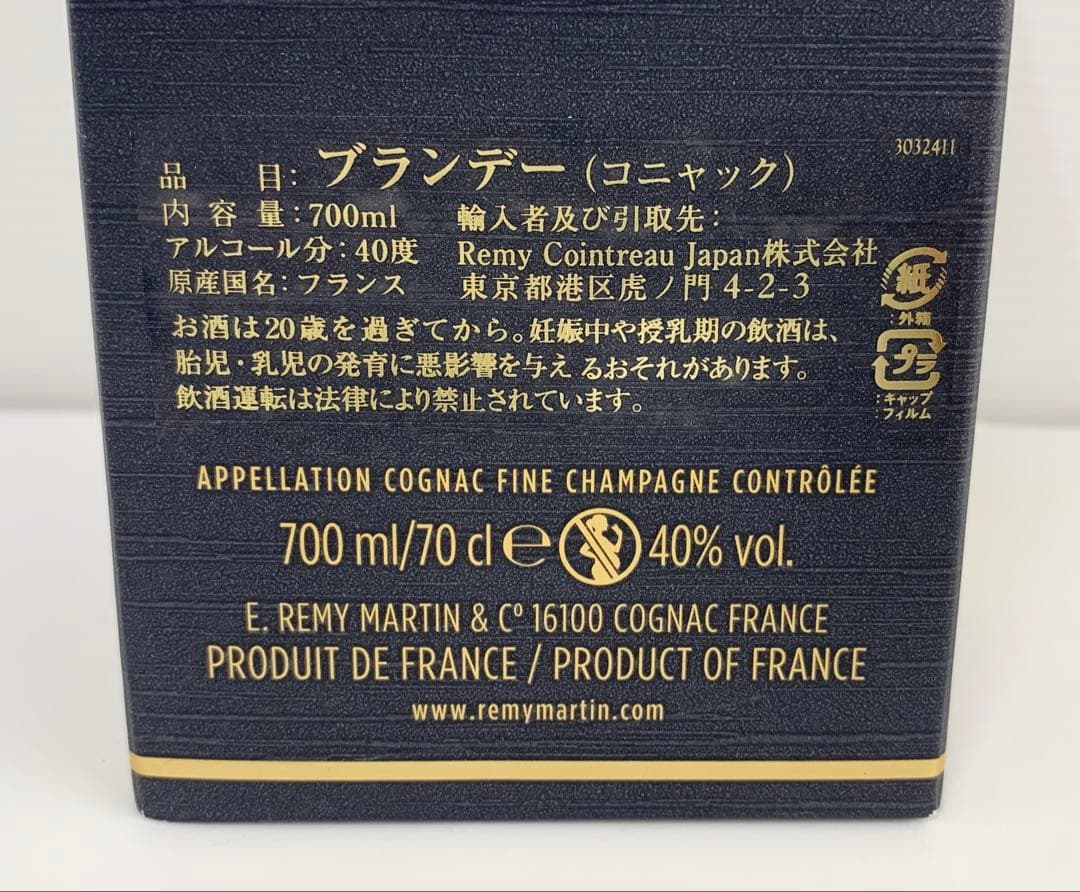 3032411
品目：ブランデー（コニャック）
内容量：700ml
アルコール分：40度
原産国名：フランス
輸入者及び引取先：
Remy Cointreau Japan株式会社
東京都港区虎ノ門 4-2-3
お酒は20歳を過ぎてから。妊娠中や授乳期の飲酒は、
胎児・乳児の発育に悪影響を与えるおそれがあります。
飲酒運転は法律により禁止されています。
紙
：外箱
プラ
：キャップ
：フィルム
APPELLATION COGNAC FINE CHAMPAGNE CONTRÔLÉE
700 ml/70 cl ℮ 40% vol.
E. REMY MARTIN & Cº 16100 COGNAC FRANCE
PRODUIT DE FRANCE / PRODUCT OF FRANCE
www.remymartin.com